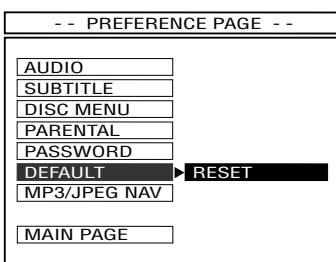 - - PREFERENCE PAGE - -
AUDIO
SUBTITLE
DISC MENU
PARENTAL
PASSWORD
DEFAULT RESET
MP3/JPEG NAV
MAIN PAGE